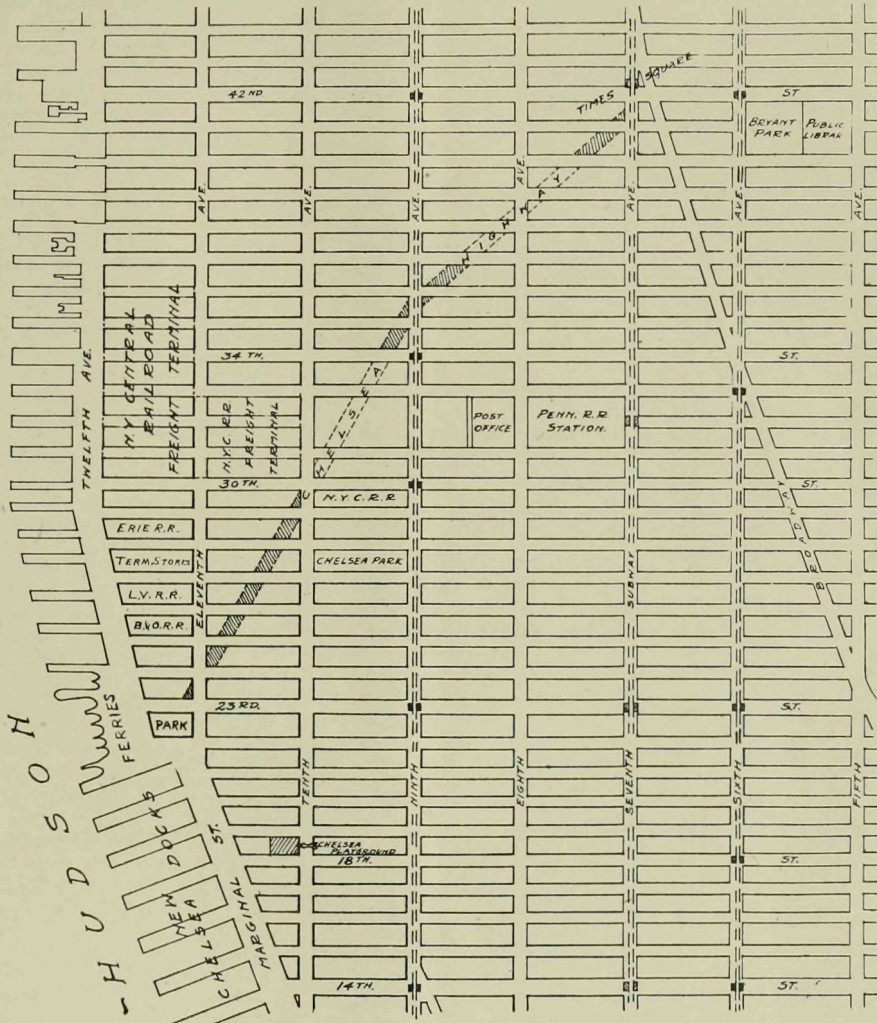 42ND
ST
TIMES SQUARE
BRYANT PARK
PUBLIC LIBRAR
AVE.
AVE.
AVE.
AVE.
AVE.
AVE.
AVE.
CHELSEA HIGHWAY
TWELFTH AVE.
N.Y. CENTRAL
RAILROAD
FREIGHT TERMINAL
34TH.
ST.
N.Y.C. R.R.
FREIGHT
TERMINAL
POST
OFFICE
PENN. R.R
STATION.
30TH.
ST.
N.Y.C.R.R
BROADWAY
ERIE R.R.
TERM. STORES
CHELSEA PARK
L.V. R.R.
B.&O.R.R.
ELEVENTH
SUBWAY
23RD.
ST.
PARK
FERRIES
TENTH
NINTH
EIGHTH
SEVENTH
SIXTH
FIFTH
CHELSEA
PLAYGROUND
18TH.
ST.
HUDSON
NEW DOCKS
CHELSEA
MARGINAL ST.
14TH.
ST.